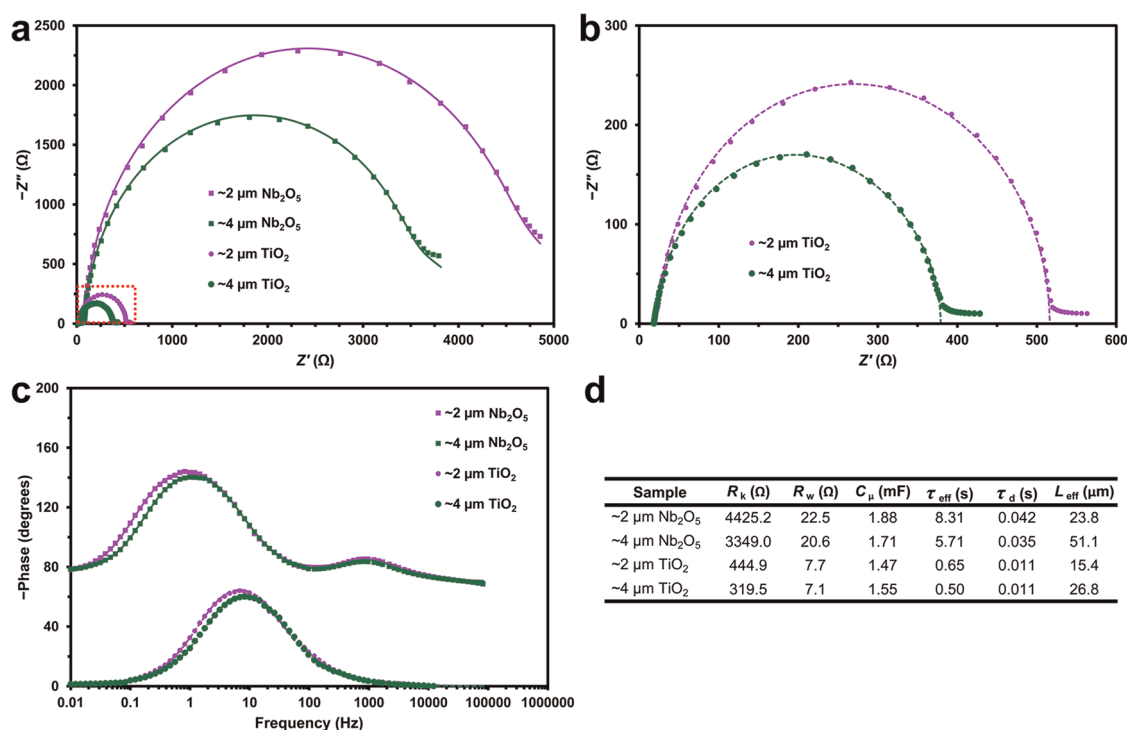 a
2500
2250
2000
1750
1500
1250
1000
750
500
250
0
−Z″ (Ω)
~2 µm Nb₂O₅
~4 µm Nb₂O₅
~2 µm TiO₂
~4 µm TiO₂
0 1000 2000 3000 4000 5000
Z′ (Ω)
b
300
200
100
0
−Z″ (Ω)
~2 µm TiO₂
~4 µm TiO₂
0 100 200 300 400 500 600
Z′ (Ω)
c
200
160
120
80
40
0
−Phase (degrees)
~2 µm Nb₂O₅
~4 µm Nb₂O₅
~2 µm TiO₂
~4 µm TiO₂
0.01 0.1 1 10 100 1000 10000 100000 1000000
Frequency (Hz)
d
Sample R k (Ω) R w (Ω) C µ (mF) τ eff (s) τ d (s) L eff (µm)
~2 µm Nb₂O₅ 4425.2 22.5 1.88 8.31 0.042 23.8
~4 µm Nb₂O₅ 3349.0 20.6 1.71 5.71 0.035 51.1
~2 µm TiO₂ 444.9 7.7 1.47 0.65 0.011 15.4
~4 µm TiO₂ 319.5 7.1 1.55 0.50 0.011 26.8